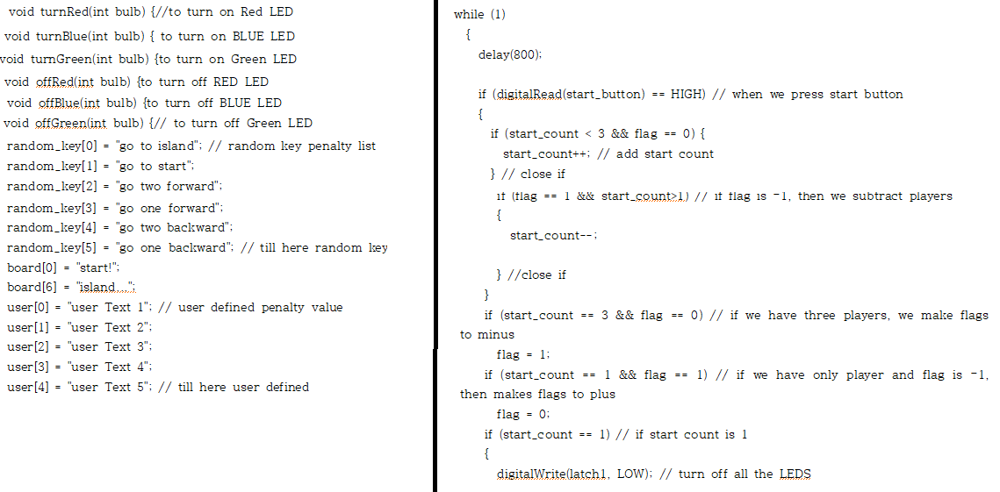 void turnRed(int bulb) {//to turn on Red LED
void turnBlue(int bulb) { to turn on BLUE LED
void turnGreen(int bulb) {to turn on Green LED
void offRed(int bulb) {to turn off RED LED
void offBlue(int bulb) {to turn off BLUE LED
void offGreen(int bulb) {// to turn off Green LED
random_key[0] = "go to island"; // random key penalty list
random_key[1] = "go to start";
random_key[2] = "go two forward";
random_key[3] = "go one forward";
random_key[4] = "go two backward";
random_key[5] = "go one backward"; // till here random key
board[0] = "start!";
board[6] = "island...";
user[0] = "user Text 1"; // user defined penalty value
user[1] = "user Text 2";
user[2] = "user Text 3";
user[3] = "user Text 4";
user[4] = "user Text 5"; // till here user defined
while (1)
{
delay(800);
if (digitalRead(start_button) == HIGH) // when we press start button
{
if (start_count < 3 && flag == 0) {
start_count++; // add start count
} // close if
if (flag == 1 && start_count>1) // if flag is -1, then we subtract players
{
start_count--;
} //close if
}
if (start_count == 3 && flag == 0) // if we have three players, we make flags
to minus
flag = 1;
if (start_count == 1 && flag == 1) // if we have only player and flag is -1,
then makes flags to plus
flag = 0;
if (start_count == 1) // if start count is 1
{
digitalWrite(latch1, LOW); // turn off all the LEDS